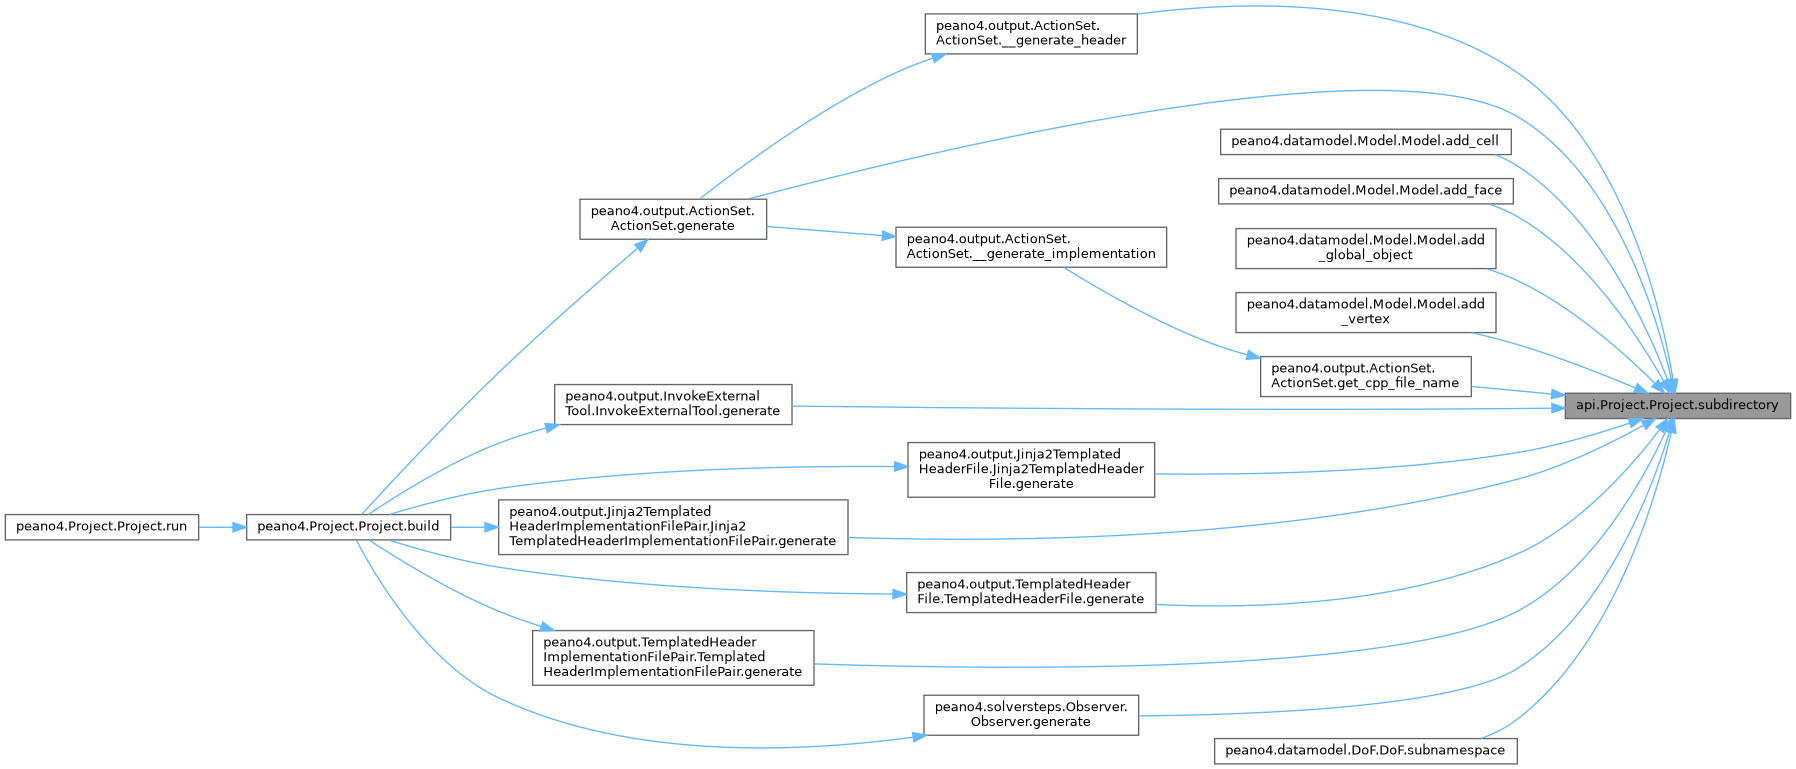 peano4.output.ActionSet.
ActionSet.__generate_header
peano4.datamodel.Model.Model.add_cell
peano4.datamodel.Model.Model.add_face
peano4.output.ActionSet.
ActionSet.generate
peano4.output.ActionSet.
ActionSet.__generate_implementation
peano4.datamodel.Model.Model.add
_global_object
peano4.datamodel.Model.Model.add
_vertex
peano4.output.ActionSet.
ActionSet.get_cpp_file_name
api.Project.Project.subdirectory
peano4.output.InvokeExternal
Tool.InvokeExternalTool.generate
peano4.output.Jinja2Templated
HeaderFile.Jinja2TemplatedHeader
File.generate
peano4.Project.Project.run
peano4.Project.Project.build
peano4.output.Jinja2Templated
HeaderImplementationFilePair.Jinja2
TemplatedHeaderImplementationFilePair.generate
peano4.output.TemplatedHeader
File.TemplatedHeaderFile.generate
peano4.output.TemplatedHeader
ImplementationFilePair.Templated
HeaderImplementationFilePair.generate
peano4.solversteps.Observer.
Observer.generate
peano4.datamodel.DoF.DoF.subnamespace